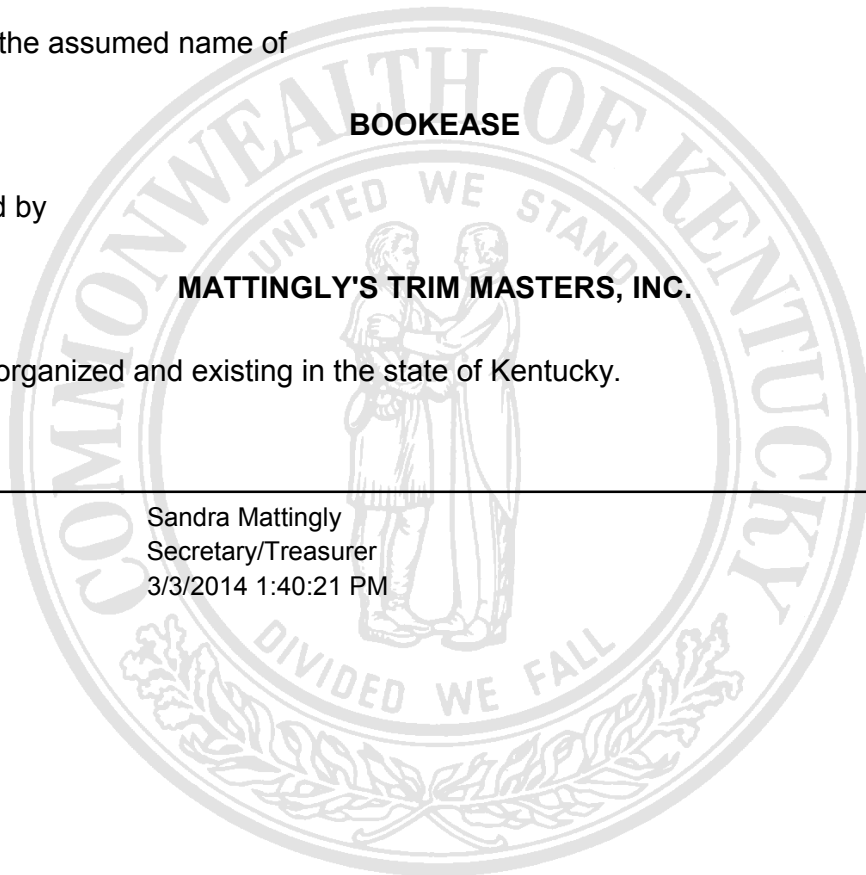 the assumed name of
BOOKEASE
d by
MATTINGLY'S TRIM MASTERS, INC.
organized and existing in the state of Kentucky.
Sandra Mattingly
Secretary/Treasurer
3/3/2014 1:40:21 PM
COMMONWEALTH OF KENTUCKY
UNITED WE STAND
DIVIDED WE FALL